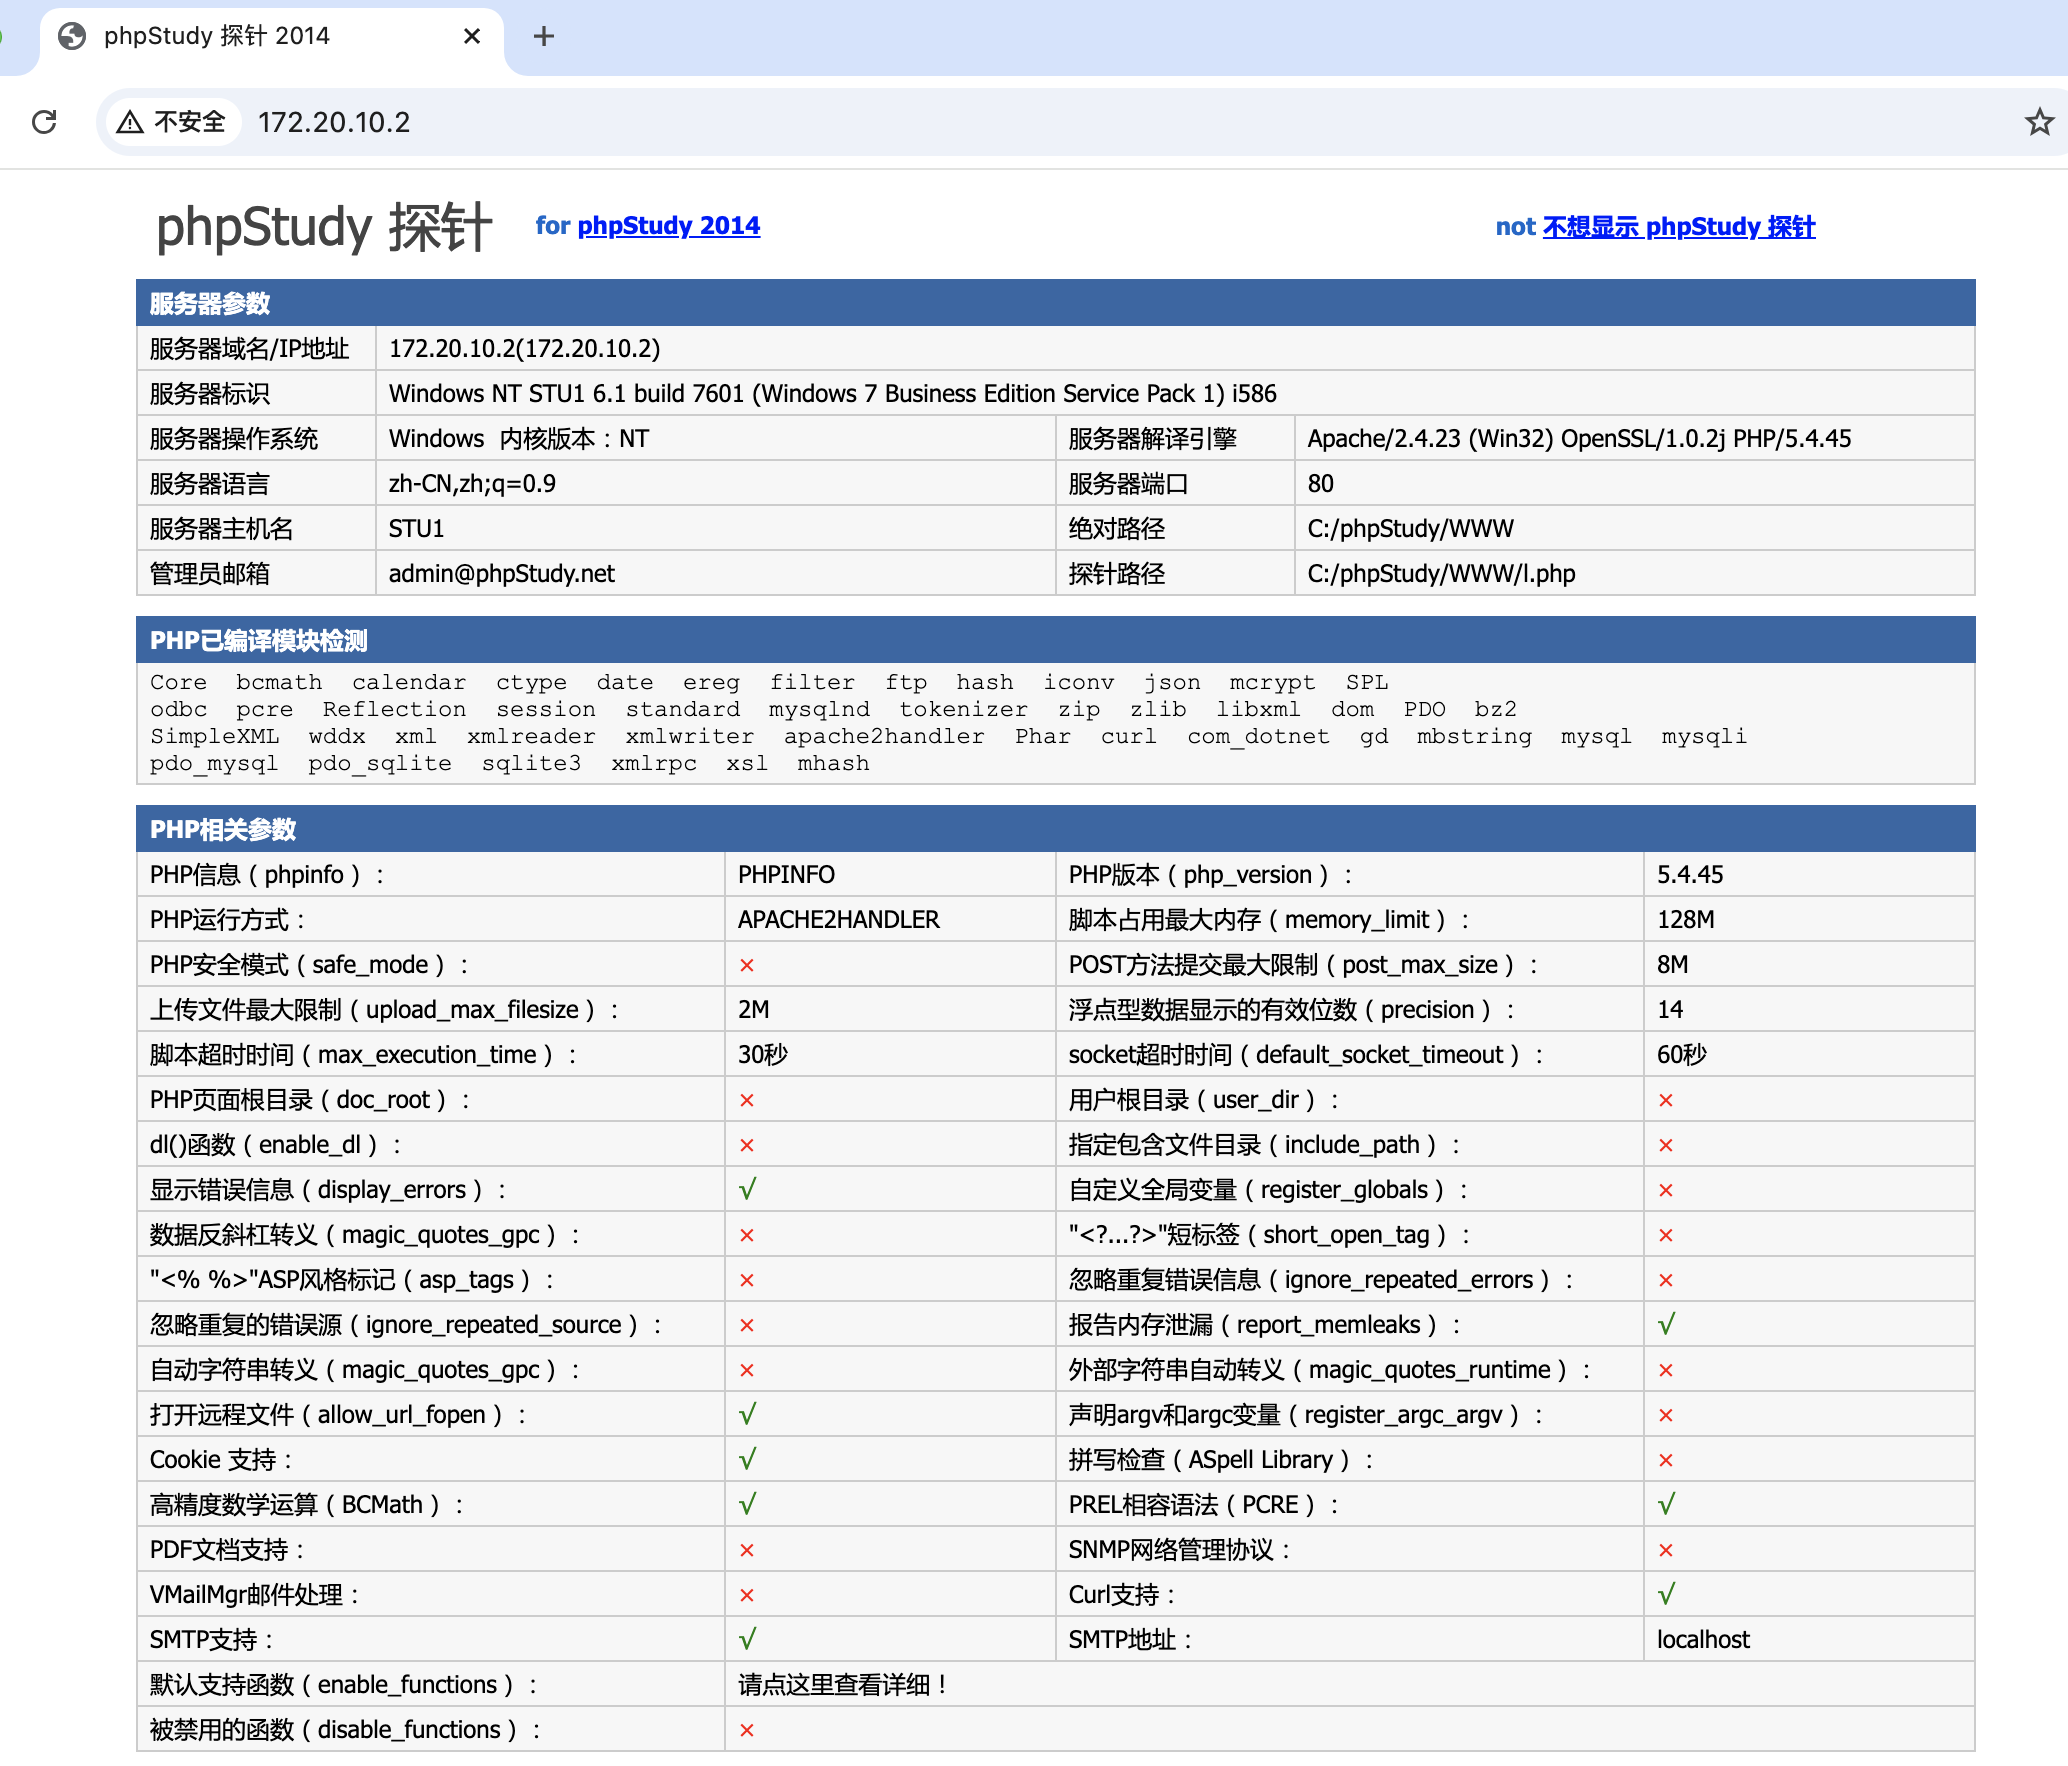 phpStudy 探针 2014
不安全 172.20.10.2
phpStudy 探针 for phpStudy 2014 not 不想显示 phpStudy 探针
服务器参数
服务器域名/IP地址 172.20.10.2(172.20.10.2)
服务器标识 Windows NT STU1 6.1 build 7601 (Windows 7 Business Edition Service Pack 1) i586
服务器操作系统 Windows 内核版本：NT 服务器解译引擎 Apache/2.4.23 (Win32) OpenSSL/1.0.2j PHP/5.4.45
服务器语言 zh-CN,zh;q=0.9 服务器端口 80
服务器主机名 STU1 绝对路径 C:/phpStudy/WWW
管理员邮箱 admin@phpStudy.net 探针路径 C:/phpStudy/WWW/l.php
PHP已编译模块检测
Core bcmath calendar ctype date ereg filter ftp hash iconv json mcrypt SPL
odbc pcre Reflection session standard mysqlnd tokenizer zip zlib libxml dom PDO bz2
SimpleXML wddx xml xmlreader xmlwriter apache2handler Phar curl com_dotnet gd mbstring mysql mysqli
pdo_mysql pdo_sqlite sqlite3 xmlrpc xsl mhash
PHP相关参数
PHP信息（phpinfo）： PHPINFO PHP版本（php_version）： 5.4.45
PHP运行方式： APACHE2HANDLER 脚本占用最大内存（memory_limit）： 128M
PHP安全模式（safe_mode）： × POST方法提交最大限制（post_max_size）： 8M
上传文件最大限制（upload_max_filesize）： 2M 浮点型数据显示的有效位数（precision）： 14
脚本超时时间（max_execution_time）： 30秒 socket超时时间（default_socket_timeout）： 60秒
PHP页面根目录（doc_root）： × 用户根目录（user_dir）： ×
dl()函数（enable_dl）： × 指定包含文件目录（include_path）： ×
显示错误信息（display_errors）： √ 自定义全局变量（register_globals）： ×
数据反斜杠转义（magic_quotes_gpc）： × "<?...?>"短标签（short_open_tag）： ×
"<% %>"ASP风格标记（asp_tags）： × 忽略重复错误信息（ignore_repeated_errors）： ×
忽略重复的错误源（ignore_repeated_source）： × 报告内存泄漏（report_memleaks）： √
自动字符串转义（magic_quotes_gpc）： × 外部字符串自动转义（magic_quotes_runtime）： ×
打开远程文件（allow_url_fopen）： √ 声明argv和argc变量（register_argc_argv）： ×
Cookie 支持： √ 拼写检查（ASpell Library）： ×
高精度数学运算（BCMath）： √ PREL相容语法（PCRE）： √
PDF文档支持： × SNMP网络管理协议： ×
VMailMgr邮件处理： × Curl支持： √
SMTP支持： √ SMTP地址： localhost
默认支持函数（enable_functions）： 请点这里查看详细！
被禁用的函数（disable_functions）： ×